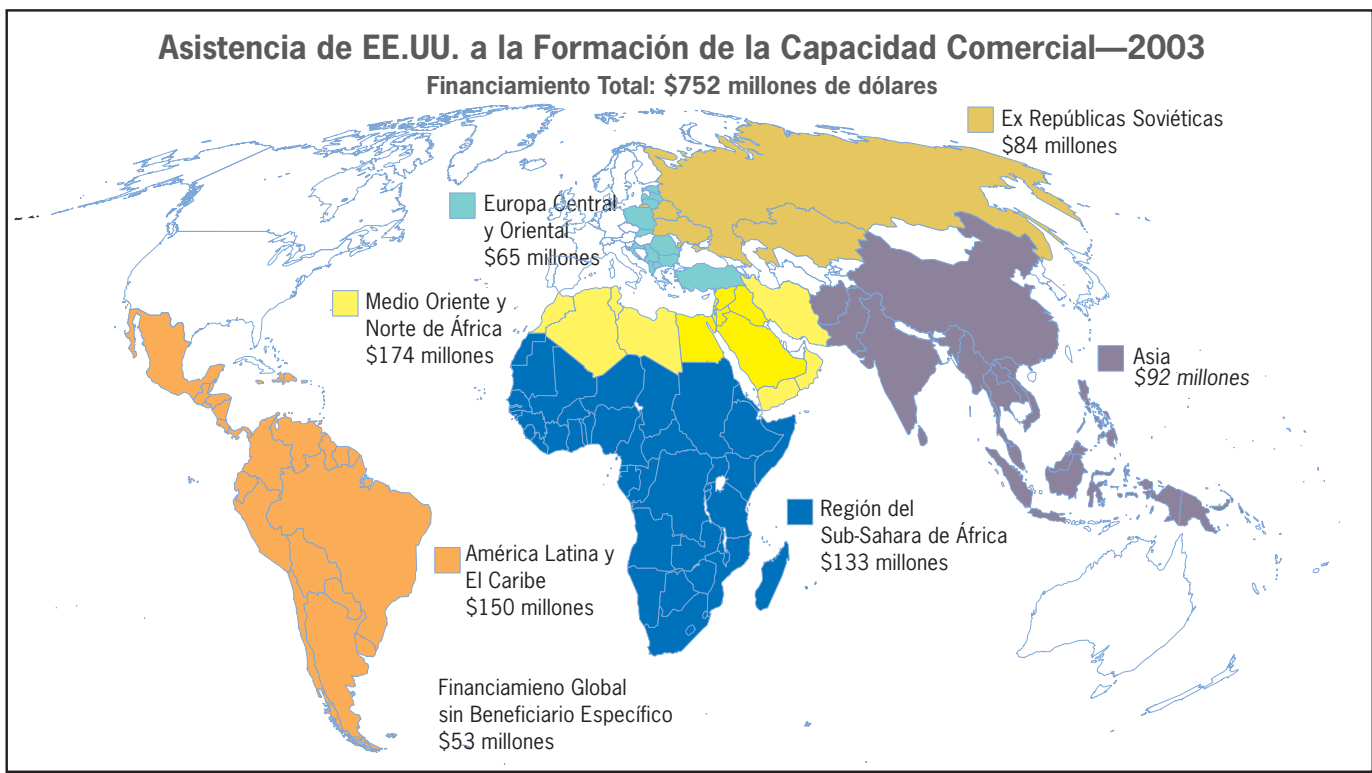 Asistencia de EE.UU. a la Formación de la Capacidad Comercial—2003
Financiamiento Total: $752 millones de dólares
Ex Repúblicas Soviéticas
$84 millones
Europa Central
y Oriental
$65 millones
Medio Oriente y
Norte de África
$174 millones
Asia
$92 millones
Región del
Sub-Sahara de África
$133 millones
América Latina y
El Caribe
$150 millones
Financiamieno Global
sin Beneficiario Específico
$53 millones